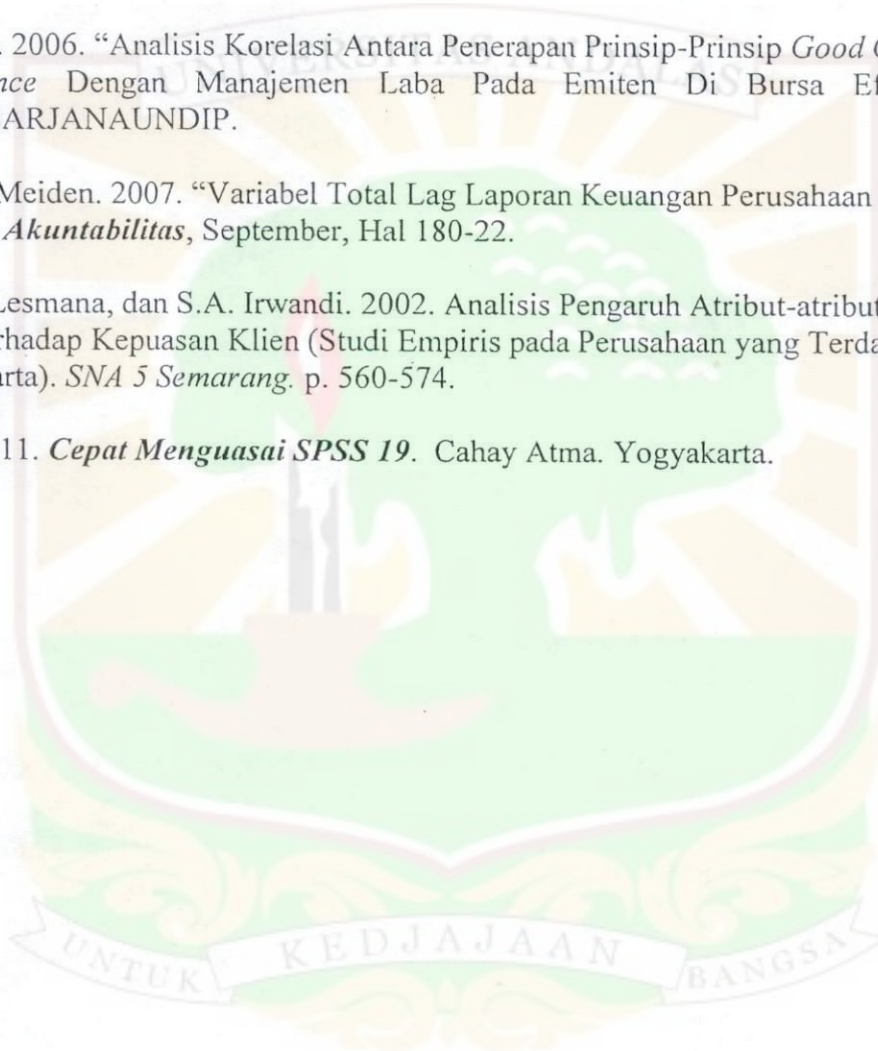 . 2006. “Analisis Korelasi Antara Penerapan Prinsip-Prinsip Good
nce Dengan Manajemen Laba Pada Emiten Di Bursa Ef
ARJANAUNDIP.
Meiden. 2007. “Variabel Total Lag Laporan Keuangan Perusahaan
Akuntabilitas, September, Hal 180-22.
Lesmana, dan S.A. Irwandi. 2002. Analisis Pengaruh Atribut-atribut
rhadap Kepuasan Klien (Studi Empiris pada Perusahaan yang Terda
arta). SNA 5 Semarang. p. 560-574.
11. Cepat Menguasai SPSS 19. Cahay Atma. Yogyakarta.
UNIVERSITAS ANDALAS
UNTUK KEDJAJAAN BANGSA